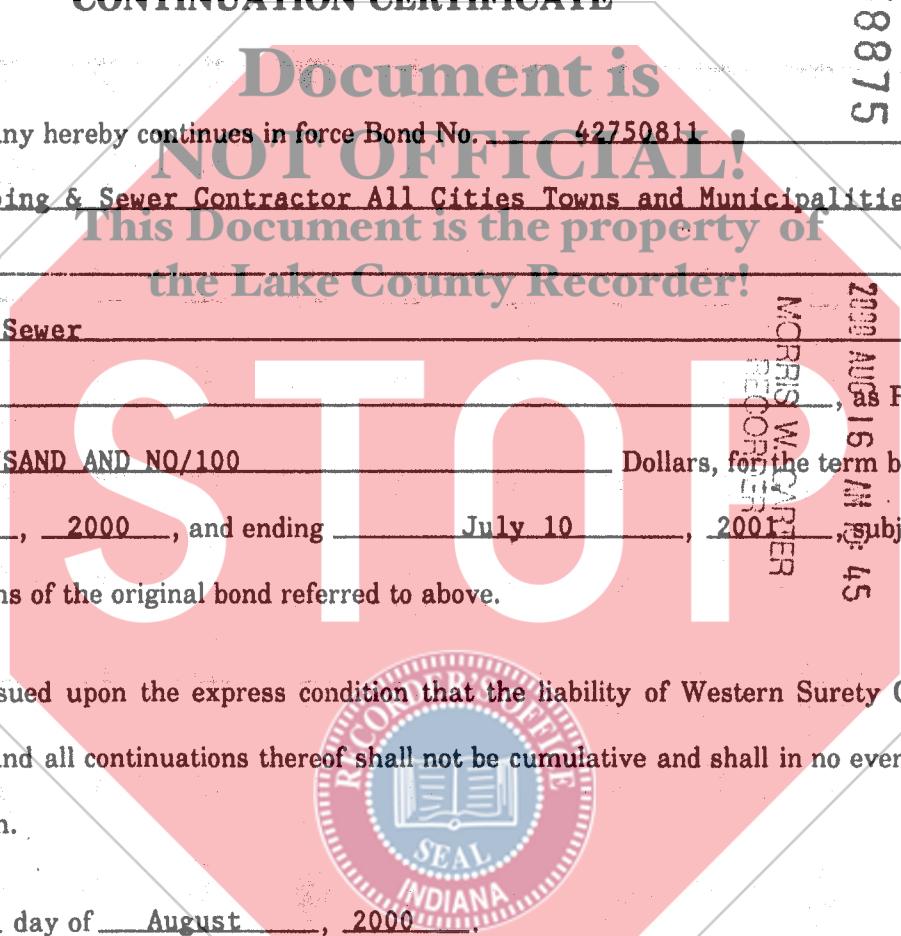 CONTINUATION CERTIFICATE
8875
Document is
any hereby continues in force Bond No. 42750811
NOT OFFICIAL!
ping & Sewer Contractor All Cities Towns and Municipalitie
This Document is the property of
the Lake County Recorder!
Sewer
, as
SAND AND NO/100 Dollars, for the term b
, 2000, and ending July 10, 2001, subj
ns of the original bond referred to above.
STOP
2000 AUG 16 AM 45
MORRIS W. CARTER
RECORDER
sued upon the express condition that the liability of Western Surety
and all continuations thereof shall not be cumulative and shall in no even
n.
RECORDER'S OFFICE
SEAL
INDIANA
day of August, 2000.